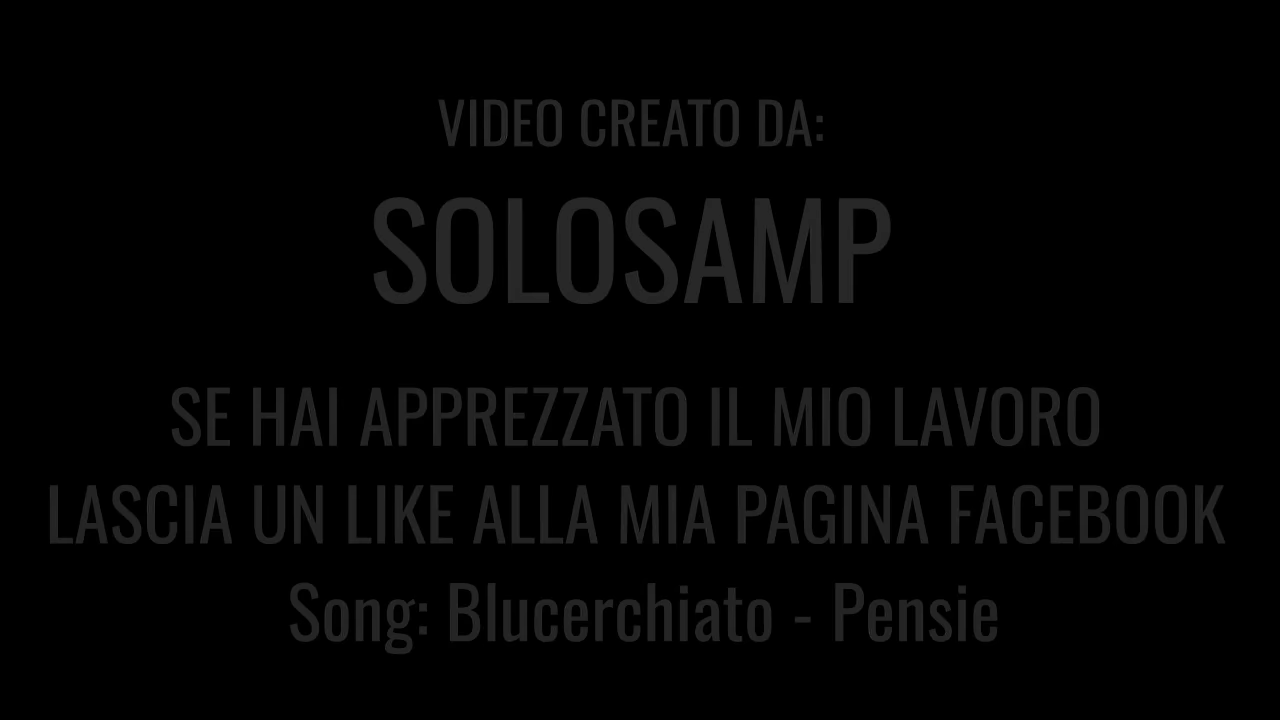 VIDEO CREATO DA:
SOLOSAMP
SE HAI APPREZZATO IL MIO LAVORO
LASCIA UN LIKE ALLA MIA PAGINA FACEBOOK
Song: Blucerchiato - Pensie